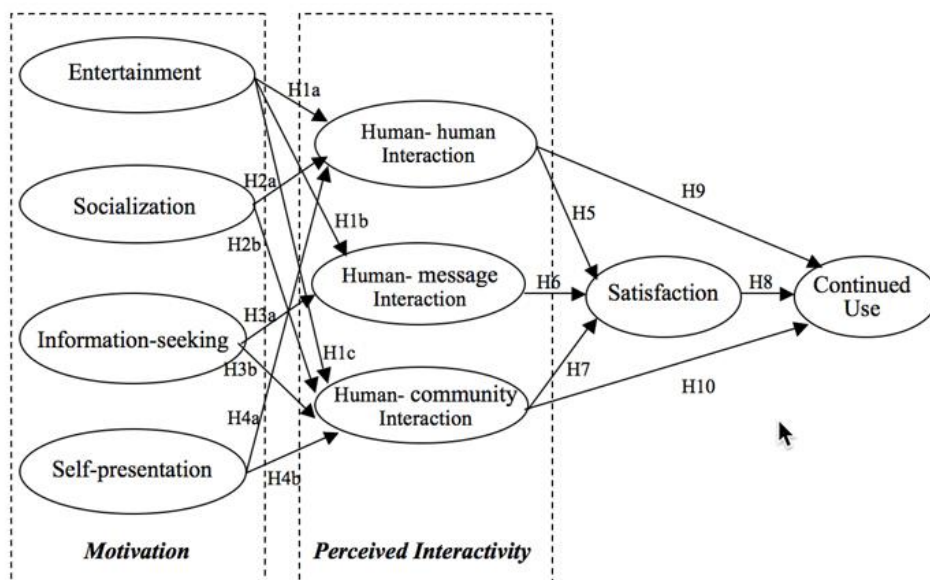 Entertainment
H1a
Human- human
Interaction
H2a
Socialization
H9
H5
H1b
H2b
Human- message
Interaction
H6
Satisfaction
H8
Continued
Use
H3a
Information-seeking
H1c
H3b
H7
Human- community
Interaction
H10
H4a
Self-presentation
H4b
Motivation
Perceived Interactivity